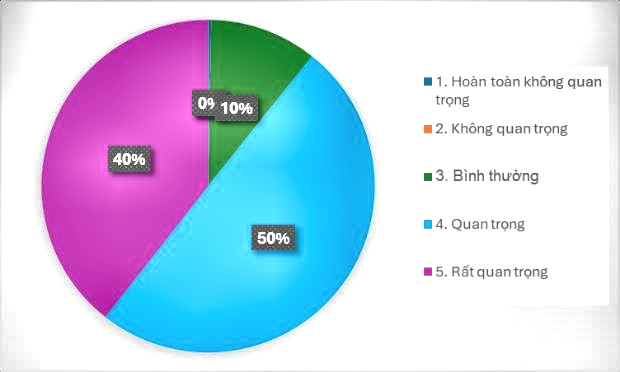 0%
10%
40%
50%
1. Hoàn toàn không quan
trọng
2. Không quan trọng
3. Bình thường
4. Quan trọng
5. Rất quan trọng